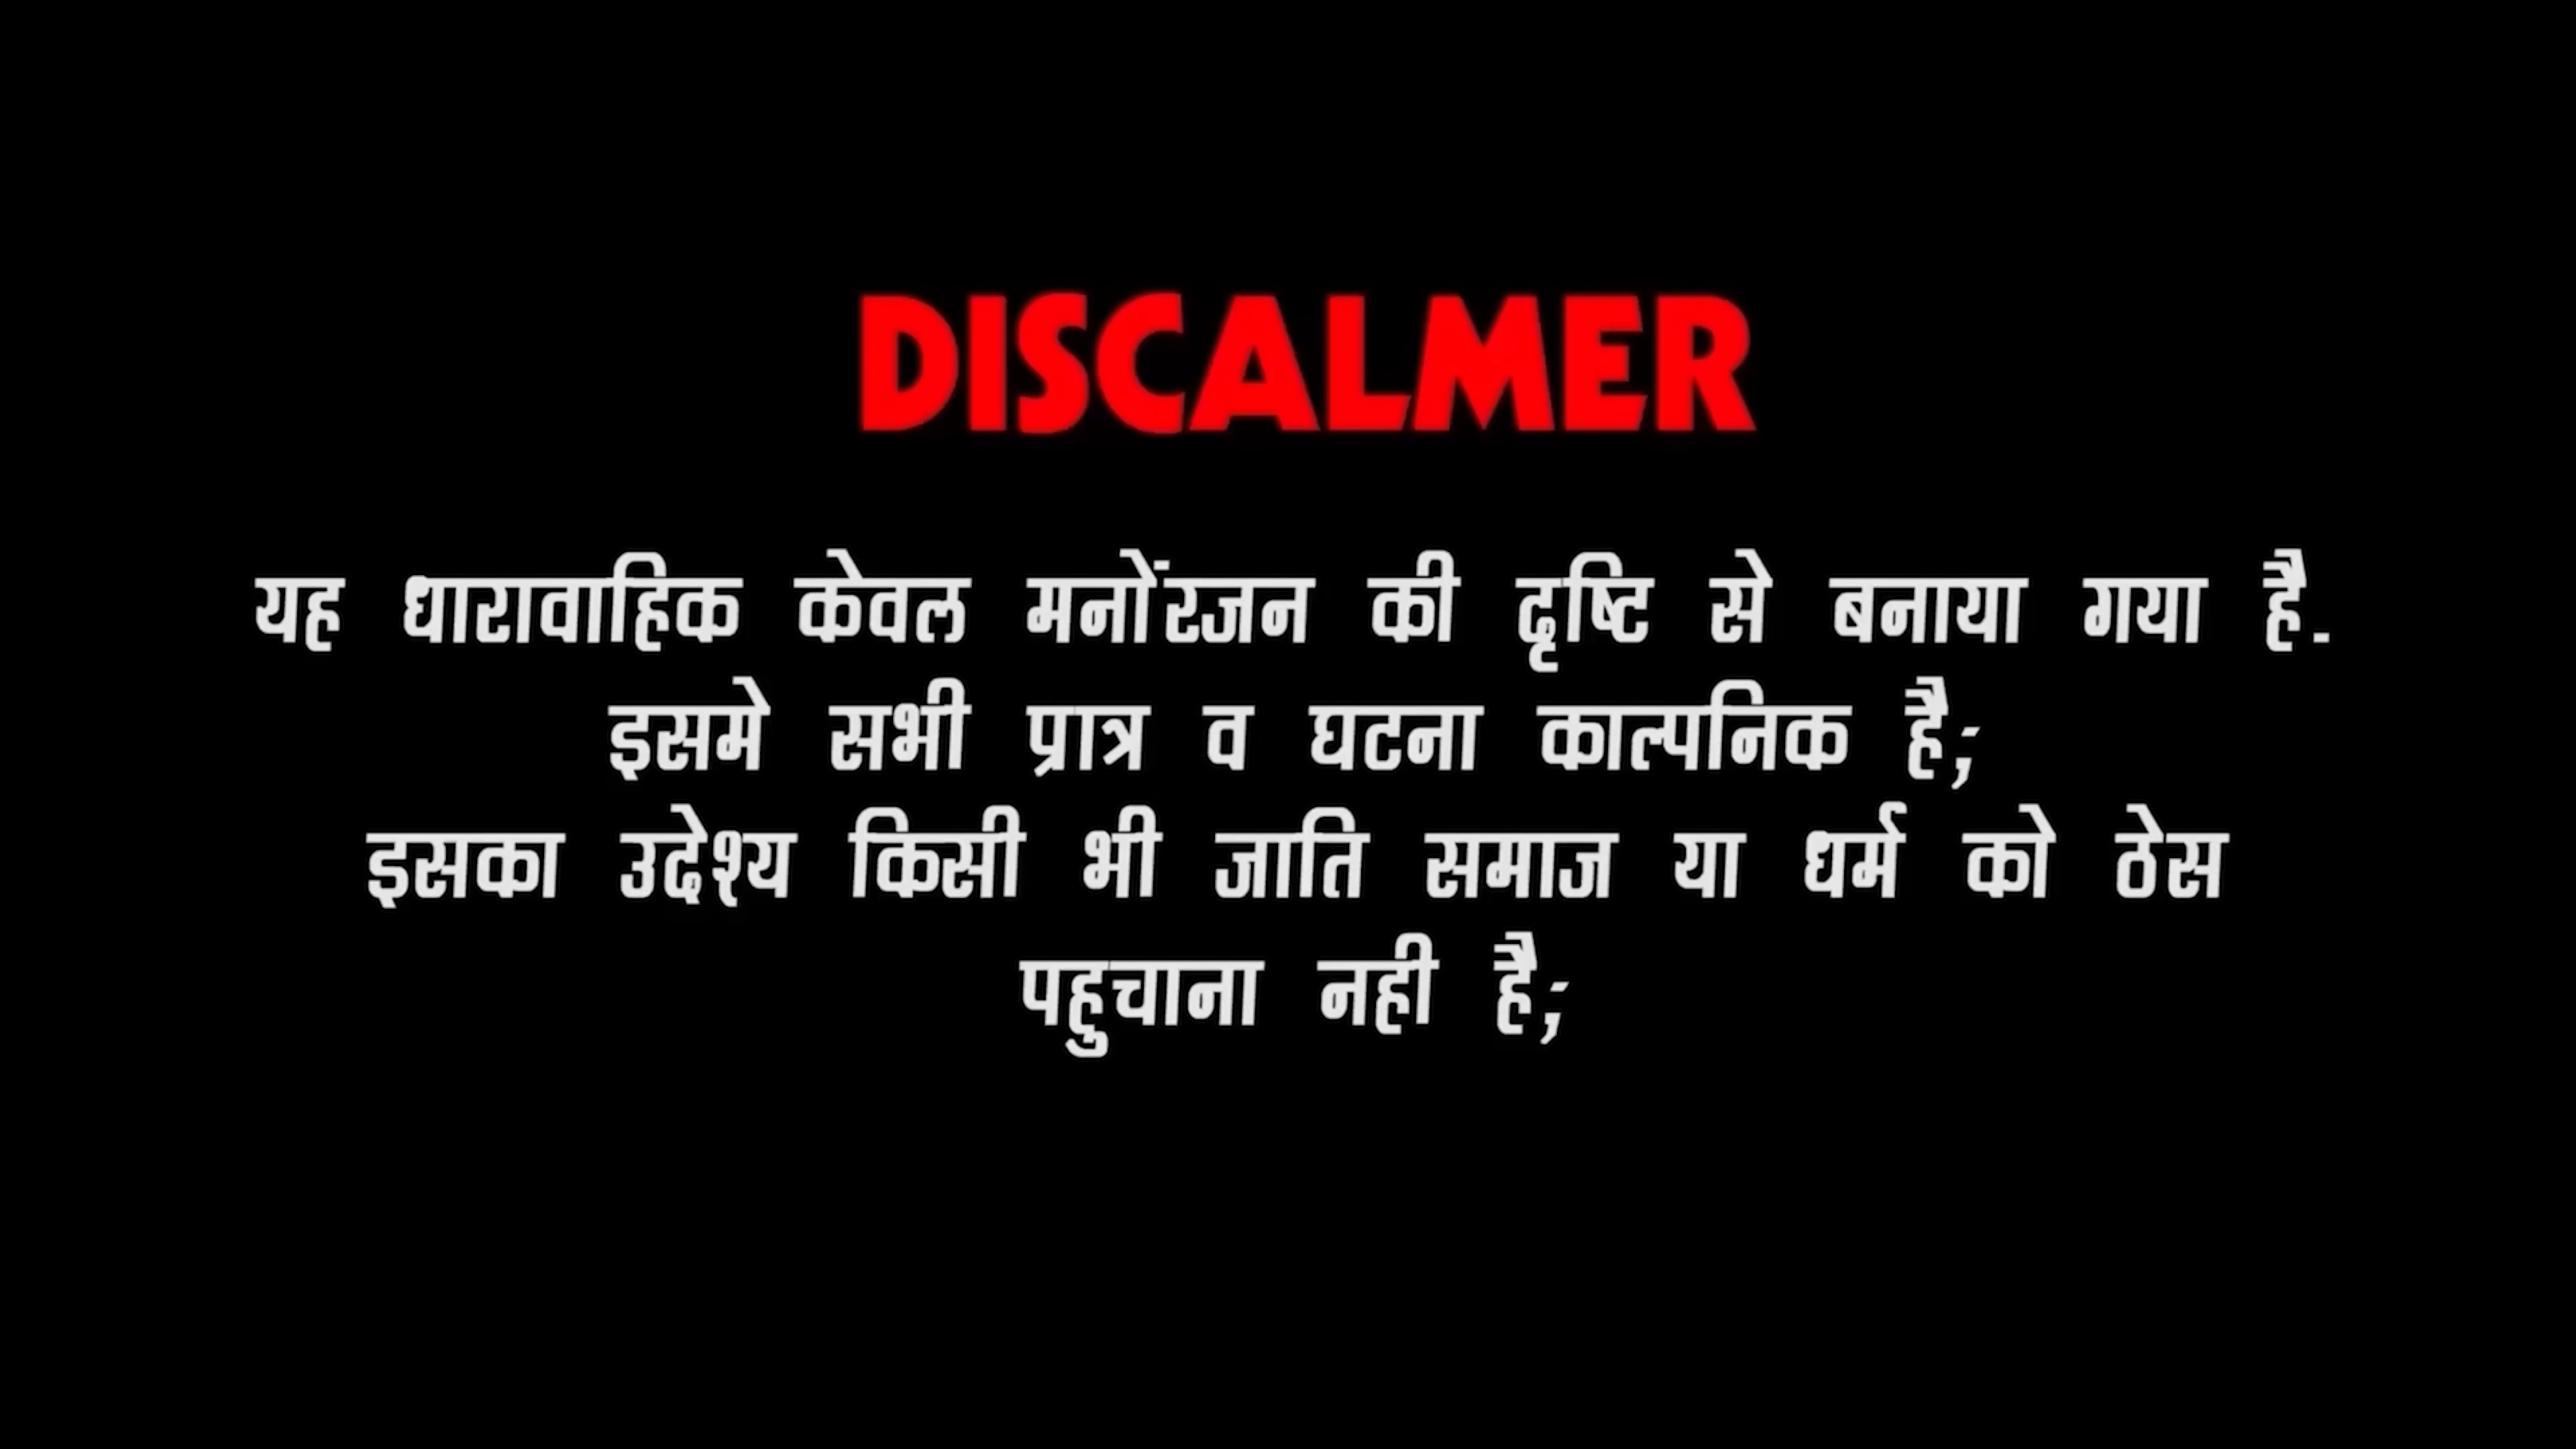 DISCALMER
यह धारावाहिक केवल मनोंरजन की दृष्टि से बनाया गया है.
इसमे सभी प्रात्र व घटना काल्पनिक है;
इसका उदेश्य किसी भी जाति समाज या धर्म को ठेस
पहुचाना नही है;